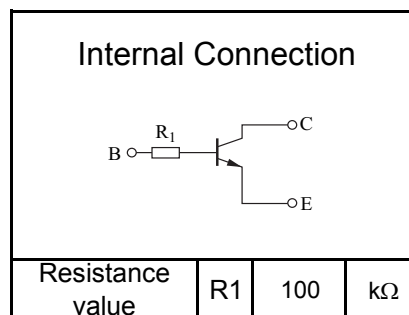 Internal Connection
C
R1
B
E
Resistance value R1 100 kΩ